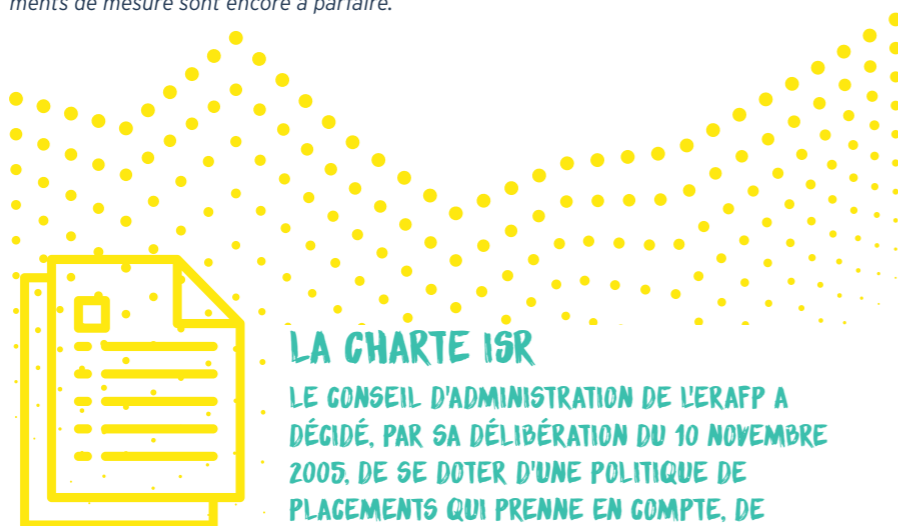 ments de mesure sont encore à parfaire.
LA CHARTE ISR
LE CONSEIL D'ADMINISTRATION DE L'ERAFP A
DÉCIDÉ, PAR SA DÉLIBÉRATION DU 10 NOVEMBRE
2005, DE SE DOTER D'UNE POLITIQUE DE
PLACEMENTS QUI PRENNE EN COMPTE, DE